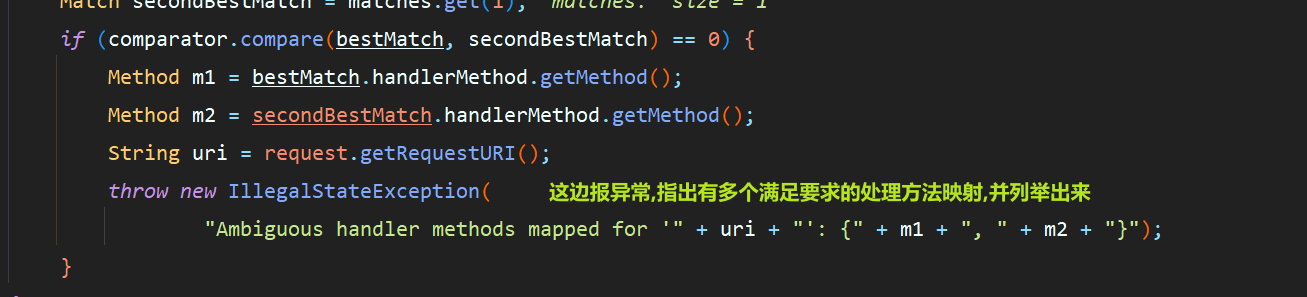 Match secondBestMatch = matches.get(1);  matches:  size = 1
if (comparator.compare(bestMatch, secondBestMatch) == 0) {
Method m1 = bestMatch.handlerMethod.getMethod();
Method m2 = secondBestMatch.handlerMethod.getMethod();
String uri = request.getRequestURI();
throw new IllegalStateException( 这边报异常,指出有多个满足要求的处理方法映射,并列举出来
"Ambiguous handler methods mapped for '" + uri + "': {" + m1 + ", " + m2 + "}");
}